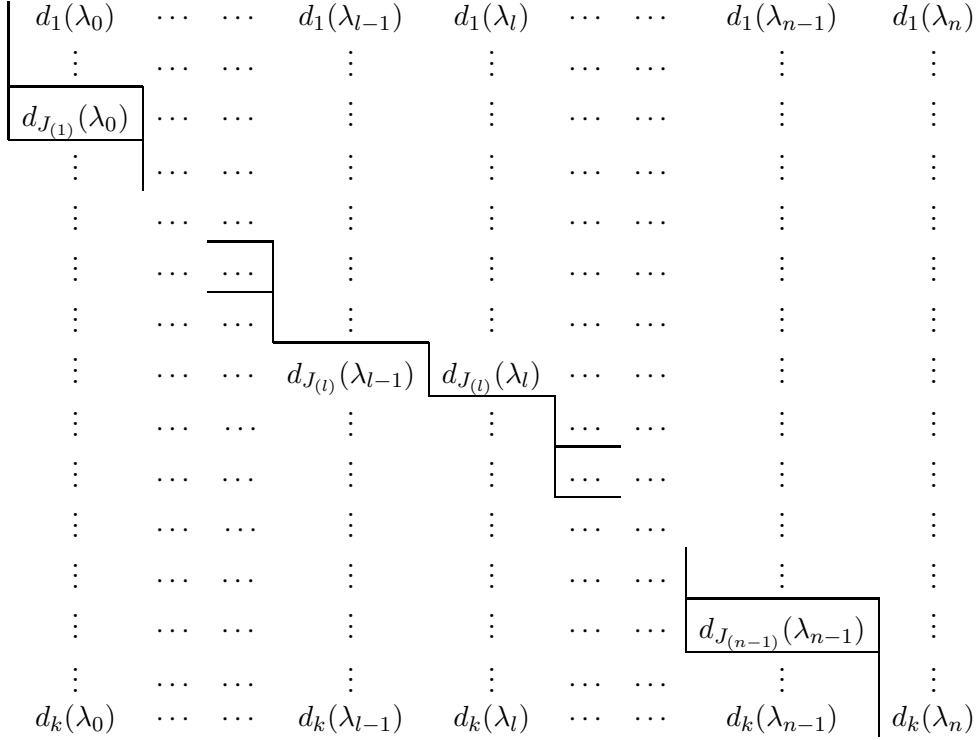 d_1(λ_0) ⋯ ⋯ d_1(λ_{l−1}) d_1(λ_l) ⋯ ⋯ d_1(λ_{n−1}) d_1(λ_n)
⋮ ⋯ ⋯ ⋮ ⋮ ⋯ ⋯ ⋮ ⋮
d_{J_{(1)}}(λ_0) ⋯ ⋯ ⋮ ⋮ ⋯ ⋯ ⋮ ⋮
⋮ ⋯ ⋯ ⋮ ⋮ ⋯ ⋯ ⋮ ⋮
⋮ ⋯ ⋯ ⋮ ⋮ ⋯ ⋯ ⋮ ⋮
⋮ ⋯ ⋯ ⋮ ⋮ ⋯ ⋯ ⋮ ⋮
⋮ ⋯ ⋯ ⋮ ⋮ ⋯ ⋯ ⋮ ⋮
⋮ ⋯ ⋯ d_{J_{(l)}}(λ_{l−1}) d_{J_{(l)}}(λ_l) ⋯ ⋯ ⋮ ⋮
⋮ ⋯ ⋯ ⋮ ⋮ ⋯ ⋯ ⋮ ⋮
⋮ ⋯ ⋯ ⋮ ⋮ ⋯ ⋯ ⋮ ⋮
⋮ ⋯ ⋯ ⋮ ⋮ ⋯ ⋯ ⋮ ⋮
⋮ ⋯ ⋯ ⋮ ⋮ ⋯ ⋯ ⋮ ⋮
⋮ ⋯ ⋯ ⋮ ⋮ ⋯ ⋯ d_{J_{(n−1)}}(λ_{n−1}) ⋮
⋮ ⋯ ⋯ ⋮ ⋮ ⋯ ⋯ ⋮ ⋮
d_k(λ_0) ⋯ ⋯ d_k(λ_{l−1}) d_k(λ_l) ⋯ ⋯ d_k(λ_{n−1}) d_k(λ_n)